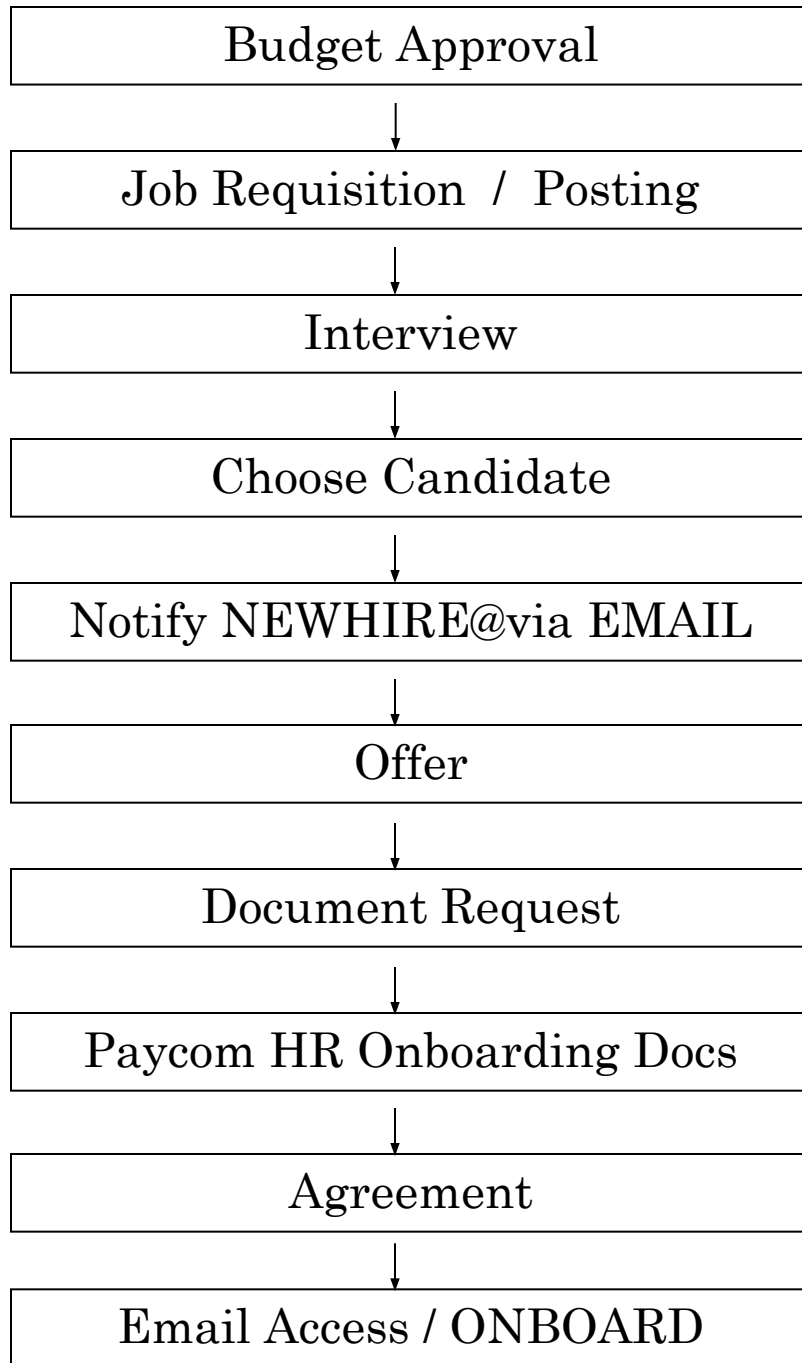 Budget Approval
Job Requisition / Posting
Interview
Choose Candidate
Notify NEWHIRE@via EMAIL
Offer
Document Request
Paycom HR Onboarding Docs
Agreement
Email Access / ONBOARD